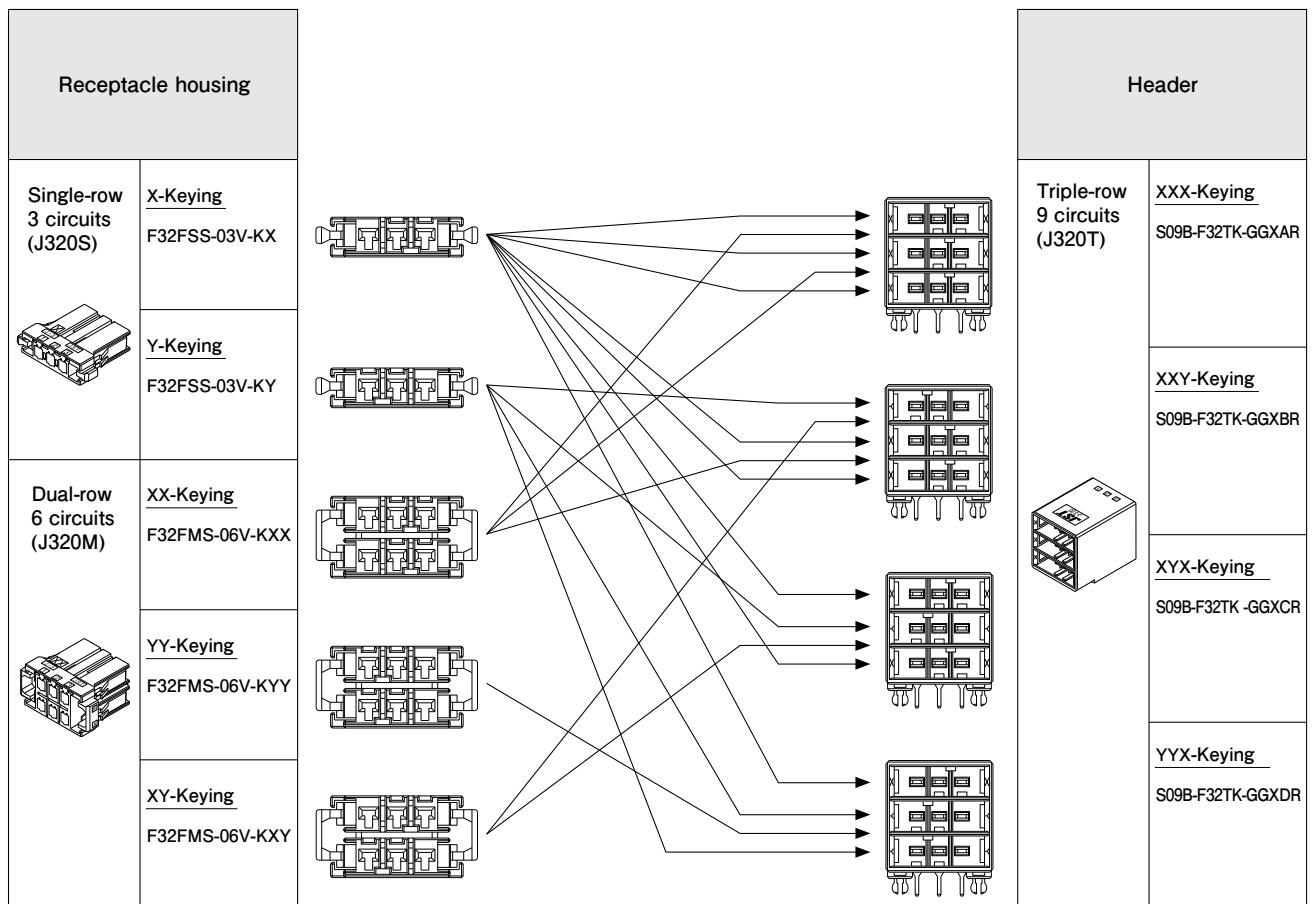 Receptacle housing
Header
Single-row
3 circuits
(J320S)
X-Keying
F32FSS-03V-KX
Y-Keying
F32FSS-03V-KY
Dual-row
6 circuits
(J320M)
XX-Keying
F32FMS-06V-KXX
YY-Keying
F32FMS-06V-KYY
XY-Keying
F32FMS-06V-KXY
Triple-row
9 circuits
(J320T)
XXX-Keying
S09B-F32TK-GGXAR
XXY-Keying
S09B-F32TK-GGXBR
XYX-Keying
S09B-F32TK -GGXCR
YYX-Keying
S09B-F32TK-GGXDR
JST